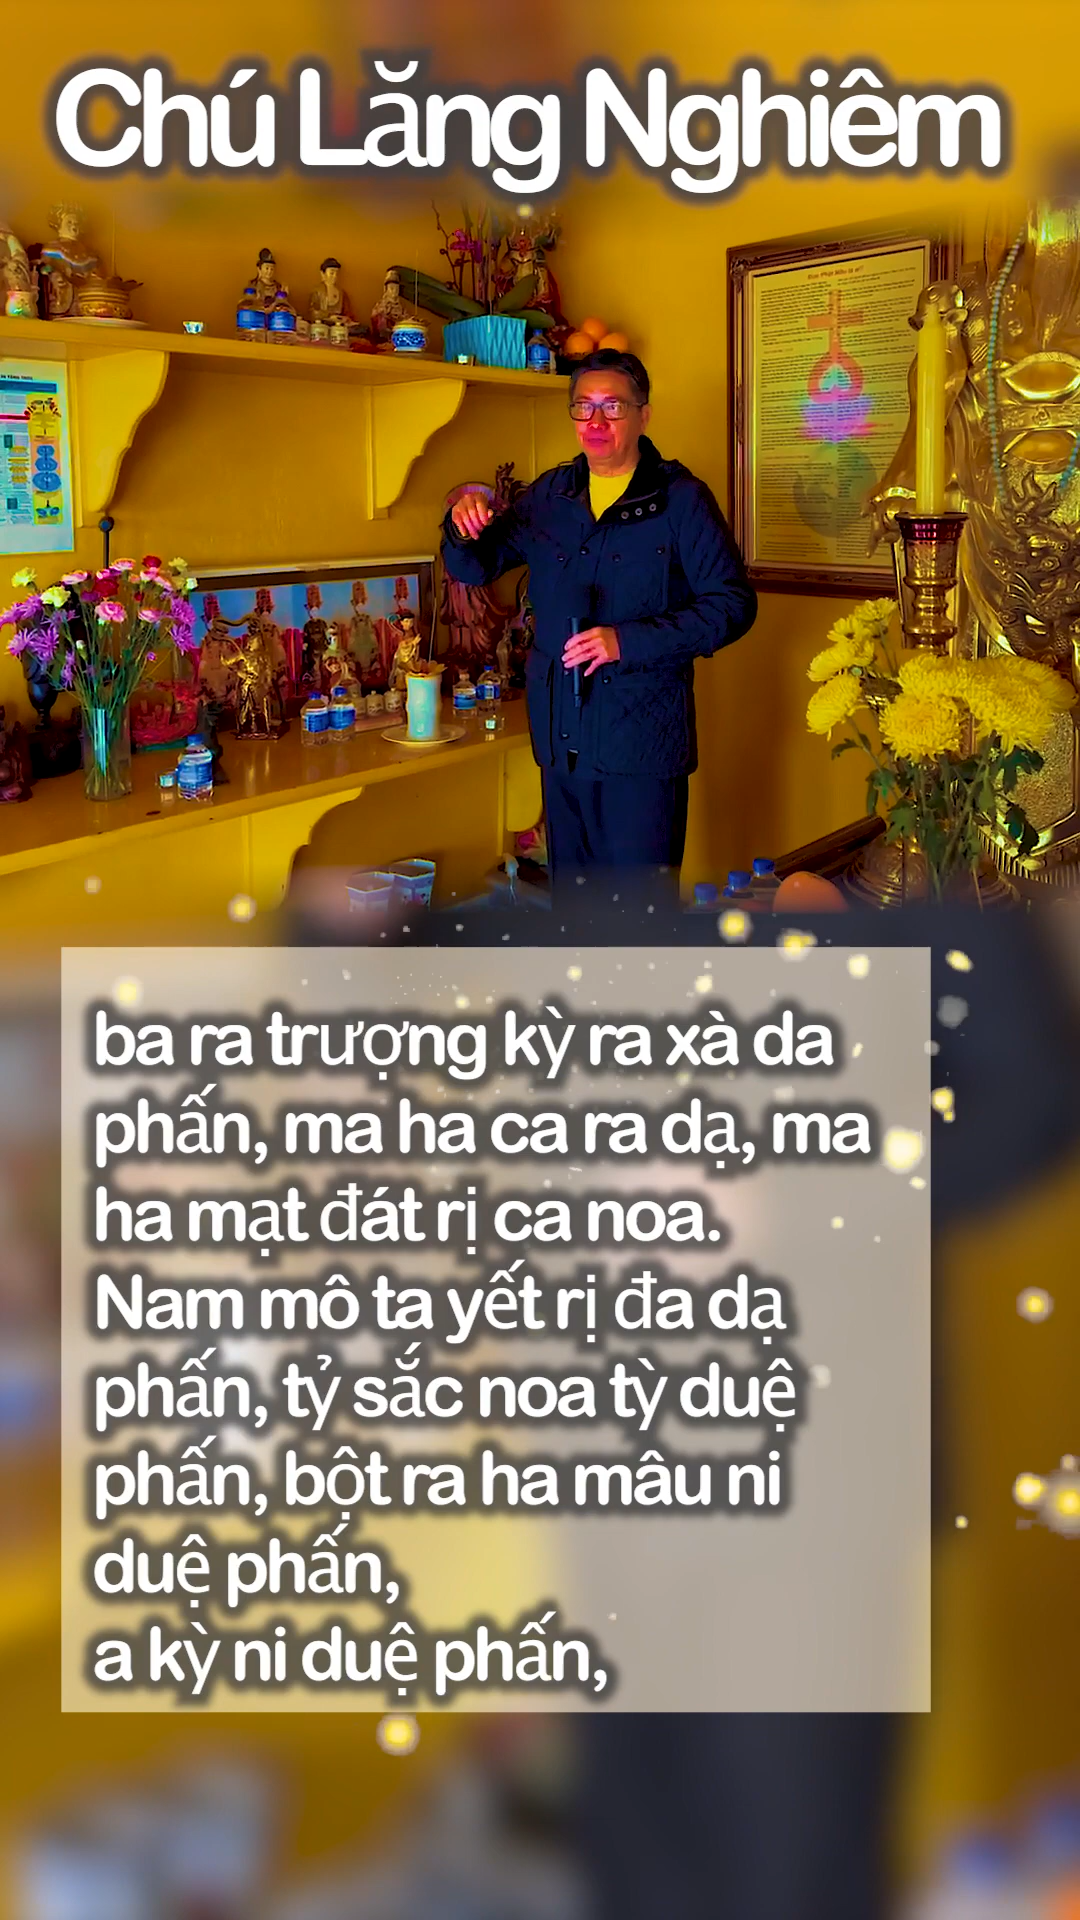 Chú Lăng Nghiêm
ba ra trượng kỳ ra xà da
phấn, ma ha ca ra dạ, ma
ha mạt đát rị ca noa.
Nam mô ta yết rị đa dạ
phấn, tỷ sắc noa tỳ duệ
phấn, bột ra ha mâu ni
duệ phấn,
a kỳ ni duệ phấn,